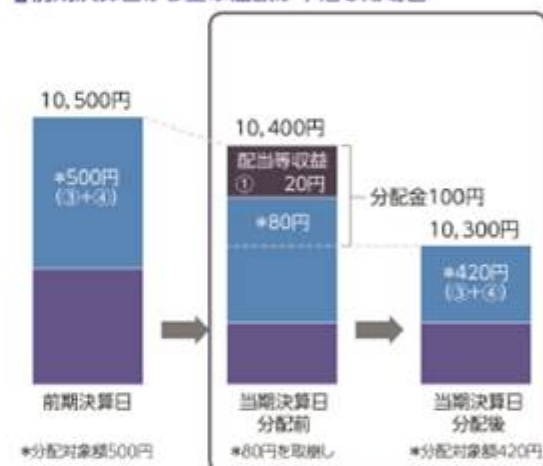 10,500円
*500円
(③+④)
前期決算日
*分配対象額500円
10,400円
配当等収益
① 20円
*80円
分配金100円
当期決算日
分配前
*80円を取崩し
10,300円
*420円
(③+④)
当期決算日
分配後
*分配対象額420円